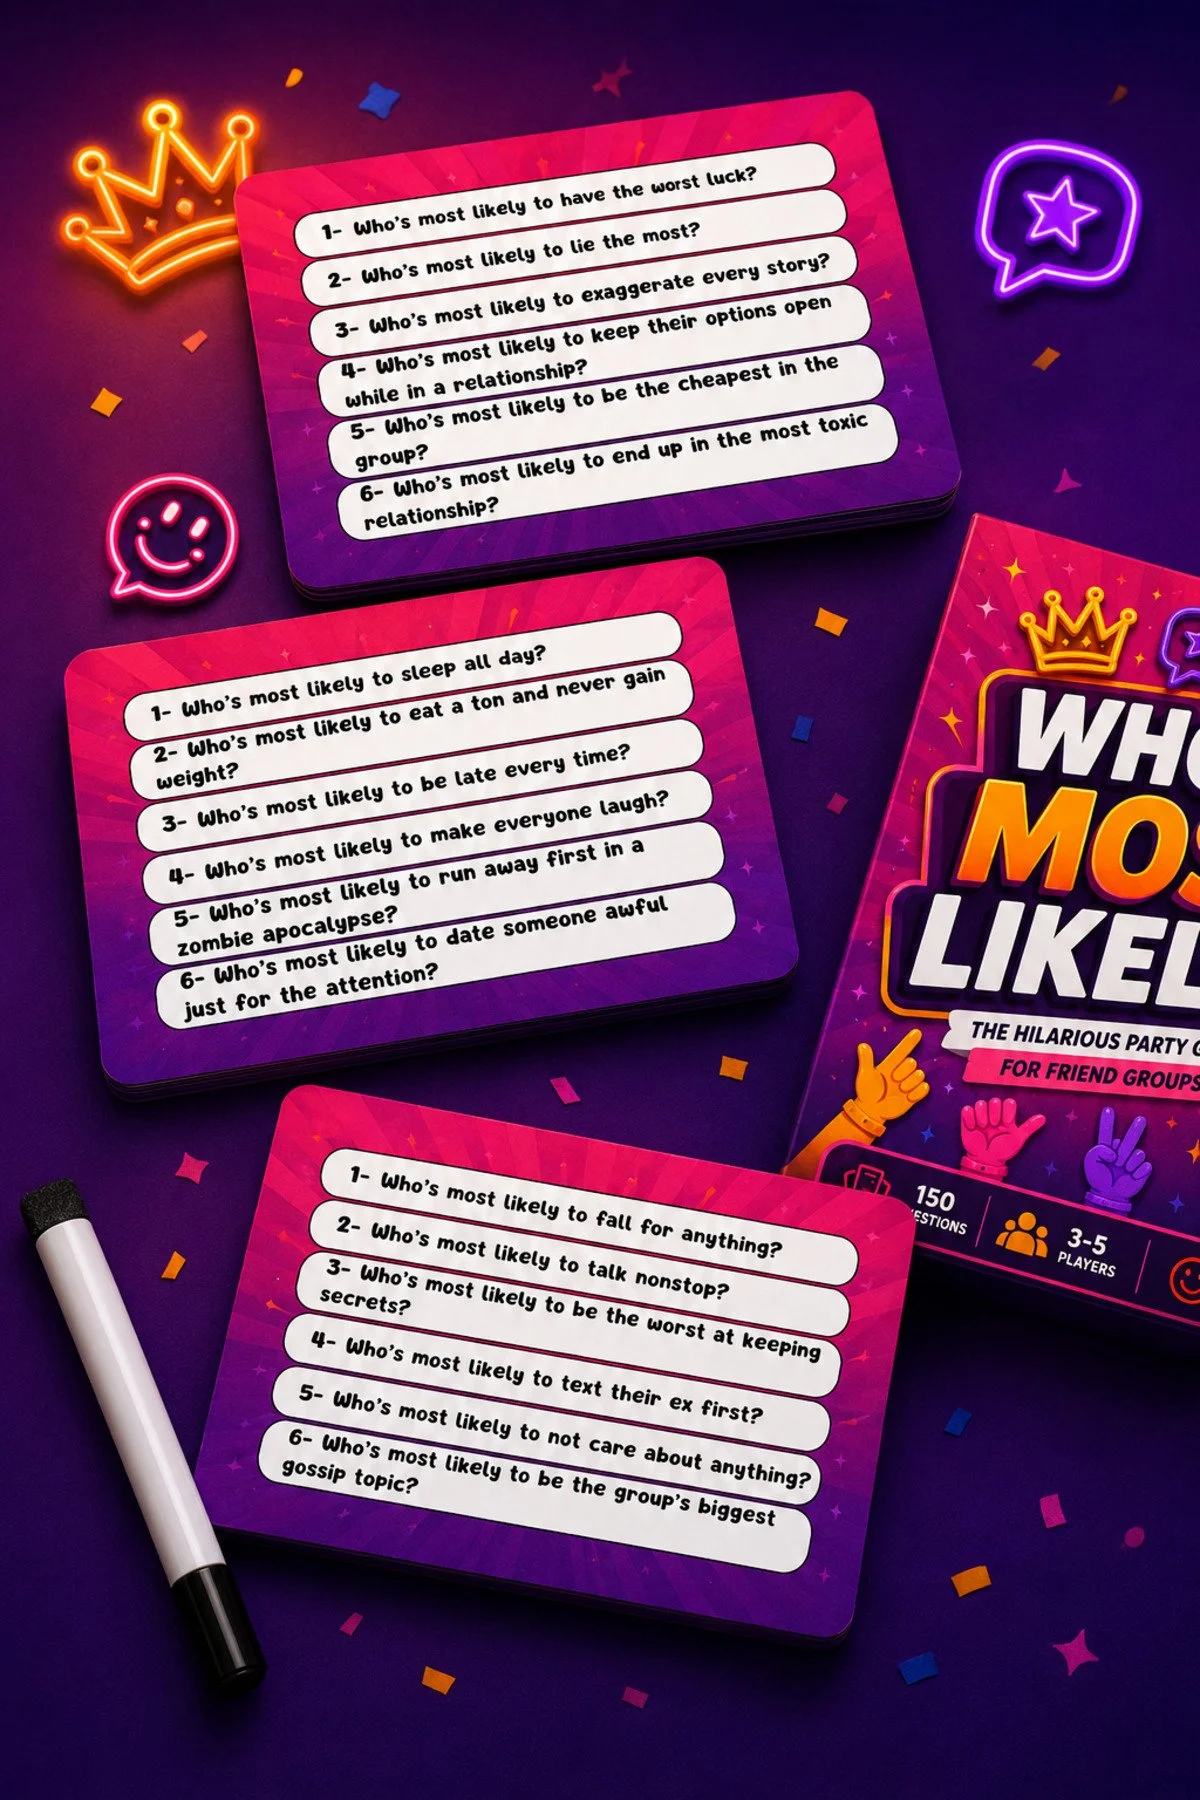 1- Who's most likely to have the worst luck?
2- Who's most likely to lie the most?
3- Who's most likely to exaggerate every story?
4- Who's most likely to keep their options open
while in a relationship?
5- Who's most likely to be the cheapest in the
group?
6- Who's most likely to end up in the most toxic
relationship?
1- Who's most likely to sleep all day?
2- Who's most likely to eat a ton and never gain
weight?
3- Who's most likely to be late every time?
4- Who's most likely to make everyone laugh?
5- Who's most likely to run away first in a
zombie apocalypse?
6- Who's most likely to date someone awful
just for the attention?
WHO
MOS
LIKEL
THE HILARIOUS PARTY G
FOR FRIEND GROUPS
150
ESTIONS
3-5
PLAYERS
1- Who's most likely to fall for anything?
2- Who's most likely to talk nonstop?
3- Who's most likely to be the worst at keeping
secrets?
4- Who's most likely to text their ex first?
5- Who's most likely to not care about anything?
6- Who's most likely to be the group's biggest
gossip topic?